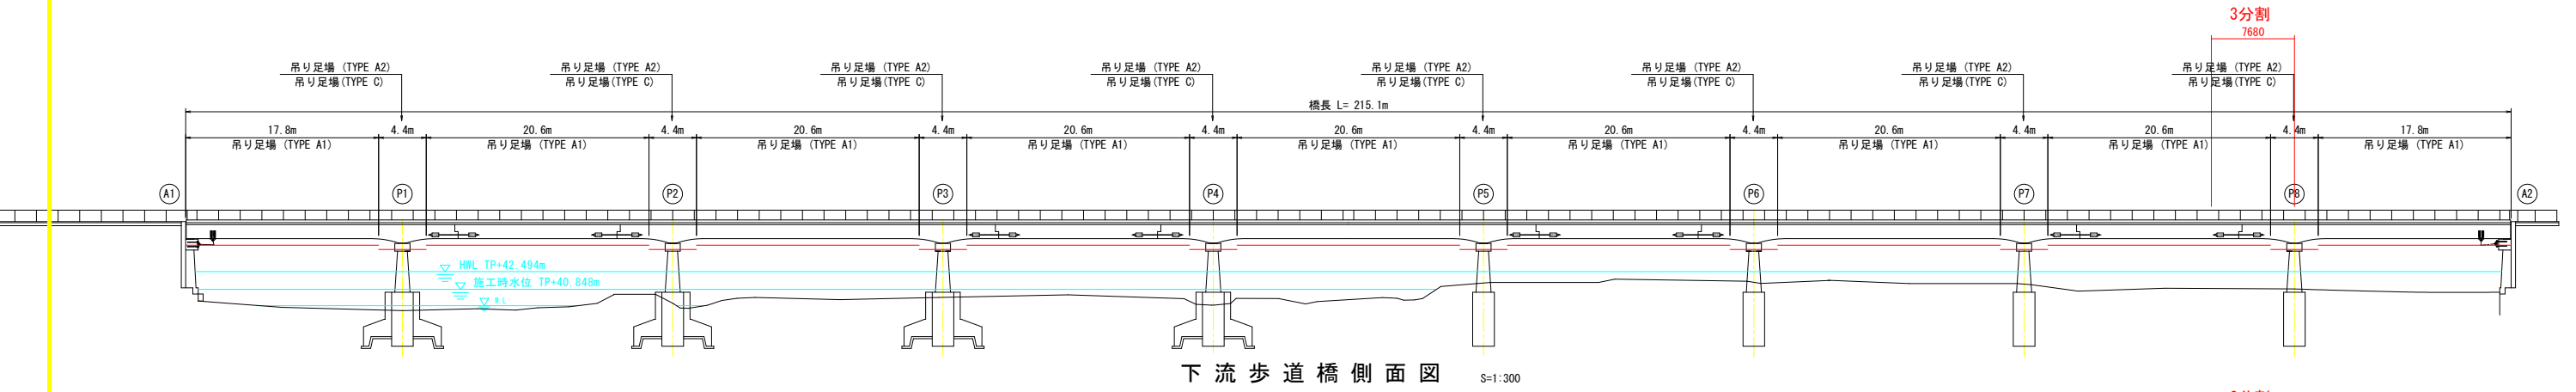 3分割
7680
吊り足場 (TYPE A2) 吊り足場 (TYPE A2) 吊り足場 (TYPE A2) 吊り足場 (TYPE A2) 吊り足場 (TYPE A2) 吊り足場 (TYPE A2) 吊り足場 (TYPE A2) 吊り足場 (TYPE A2)
吊り足場(TYPE C) 吊り足場(TYPE C) 吊り足場(TYPE C) 吊り足場(TYPE C) 吊り足場(TYPE C) 吊り足場(TYPE C) 吊り足場(TYPE C) 吊り足場(TYPE C)
橋長 L= 215.1m
17.8m 4.4m 20.6m 4.4m 20.6m 4.4m 20.6m 4.4m 20.6m 4.4m 20.6m 4.4m 20.6m 4.4m 20.6m 4.4m 17.8m
吊り足場 (TYPE A1) 吊り足場 (TYPE A1) 吊り足場 (TYPE A1) 吊り足場 (TYPE A1) 吊り足場 (TYPE A1) 吊り足場 (TYPE A1) 吊り足場 (TYPE A1) 吊り足場 (TYPE A1) 吊り足場 (TYPE A1)
A1 P1 P2 P3 P4 P5 P6 P7 P8 A2
HWL TP+42.494m
施工時水位 TP+40.848m
下流歩道橋側面図 S=1:300